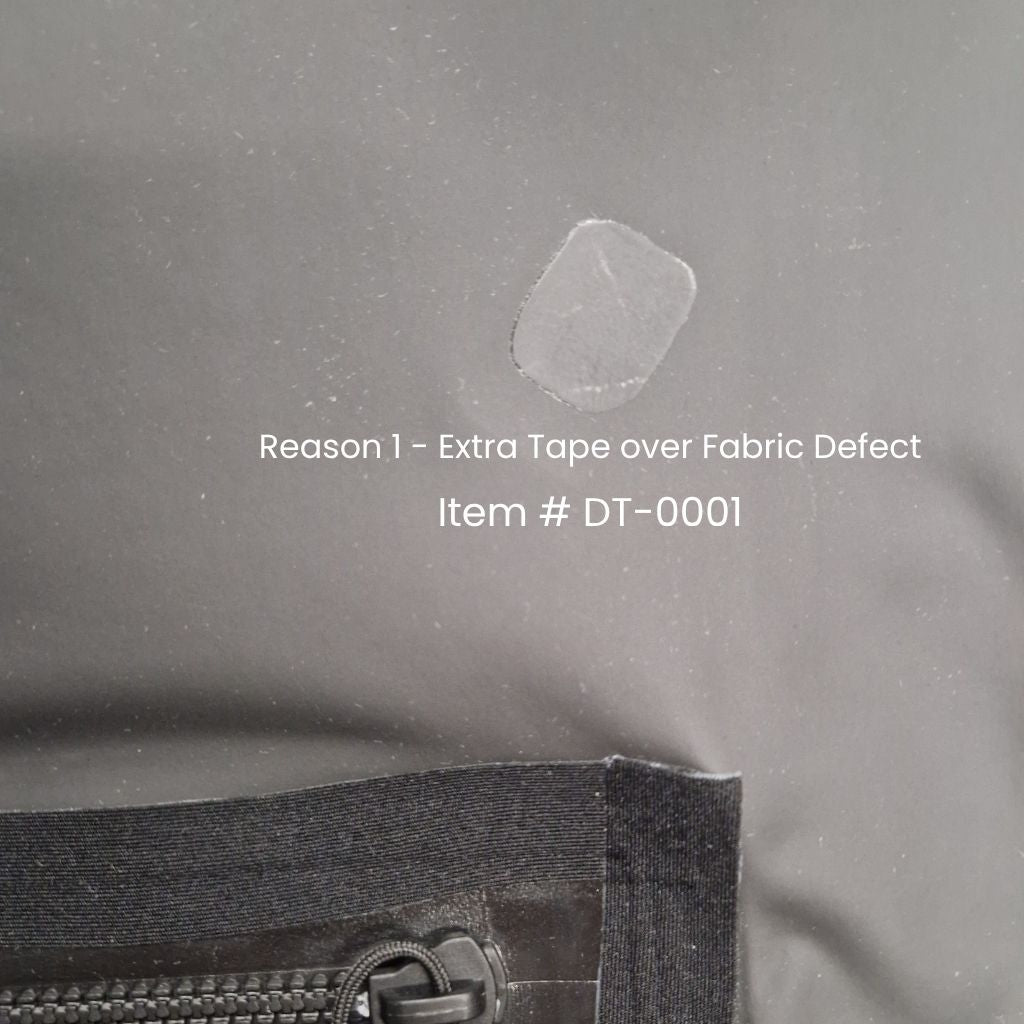 Reason 1 - Extra Tape over Fabric Defect
Item # DT-0001